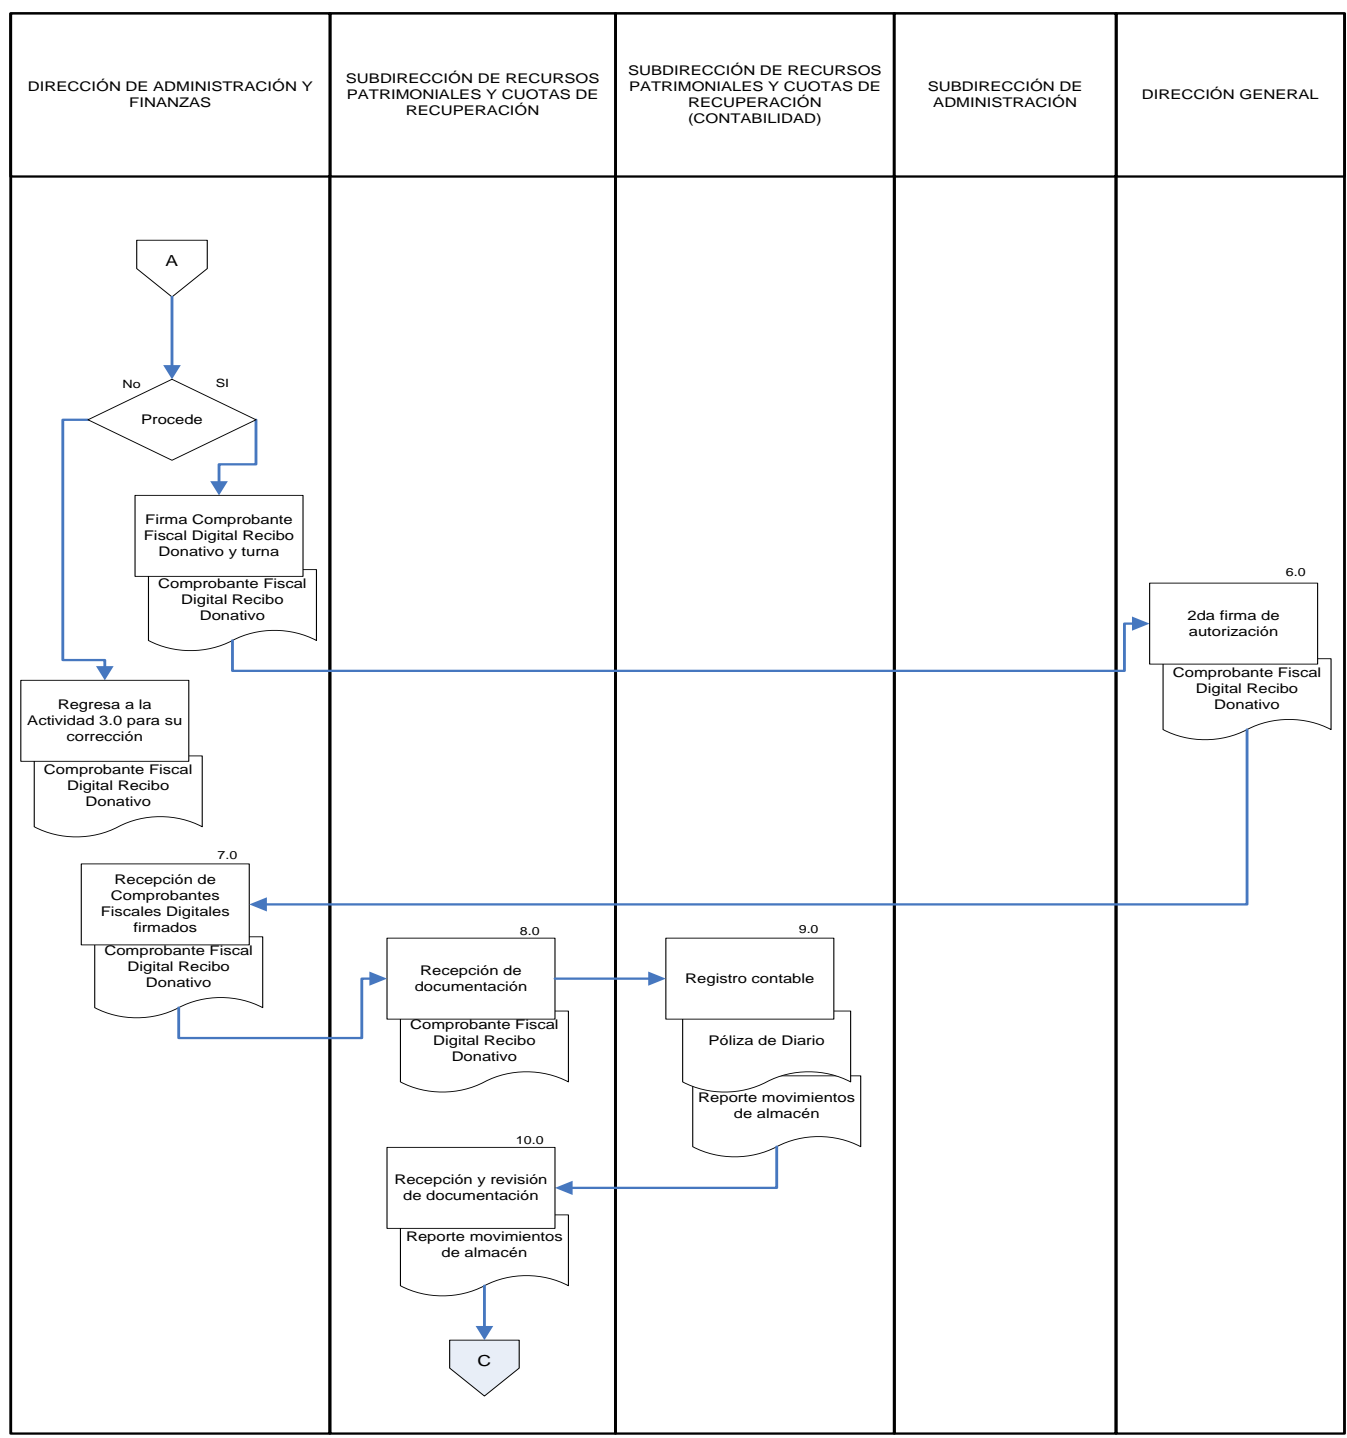 DIRECCIÓN DE ADMINISTRACIÓN Y
FINANZAS
SUBDIRECCIÓN DE RECURSOS
PATRIMONIALES Y CUOTAS DE
RECUPERACIÓN
SUBDIRECCIÓN DE RECURSOS
PATRIMONIALES Y CUOTAS DE
RECUPERACIÓN
(CONTABILIDAD)
SUBDIRECCIÓN DE
ADMINISTRACIÓN
DIRECCIÓN GENERAL
A
No
SI
Procede
Firma Comprobante
Fiscal Digital Recibo
Donativo y turna
Comprobante Fiscal
Digital Recibo
Donativo
6.0
2da firma de
autorización
Comprobante Fiscal
Digital Recibo
Donativo
Regresa a la
Actividad 3.0 para su
corrección
Comprobante Fiscal
Digital Recibo
Donativo
7.0
Recepción de
Comprobantes
Fiscales Digitales
firmados
Comprobante Fiscal
Digital Recibo
Donativo
8.0
Recepción de
documentación
Comprobante Fiscal
Digital Recibo
Donativo
9.0
Registro contable
Póliza de Diario
Reporte movimientos
de almacén
10.0
Recepción y revisión
de documentación
Reporte movimientos
de almacén
C